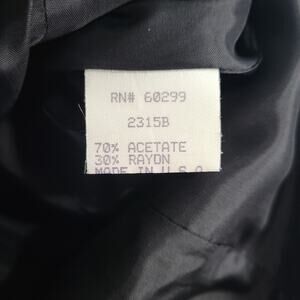 RN# 60299
2315B
70% ACETATE
30% RAYON
MADE IN U S A